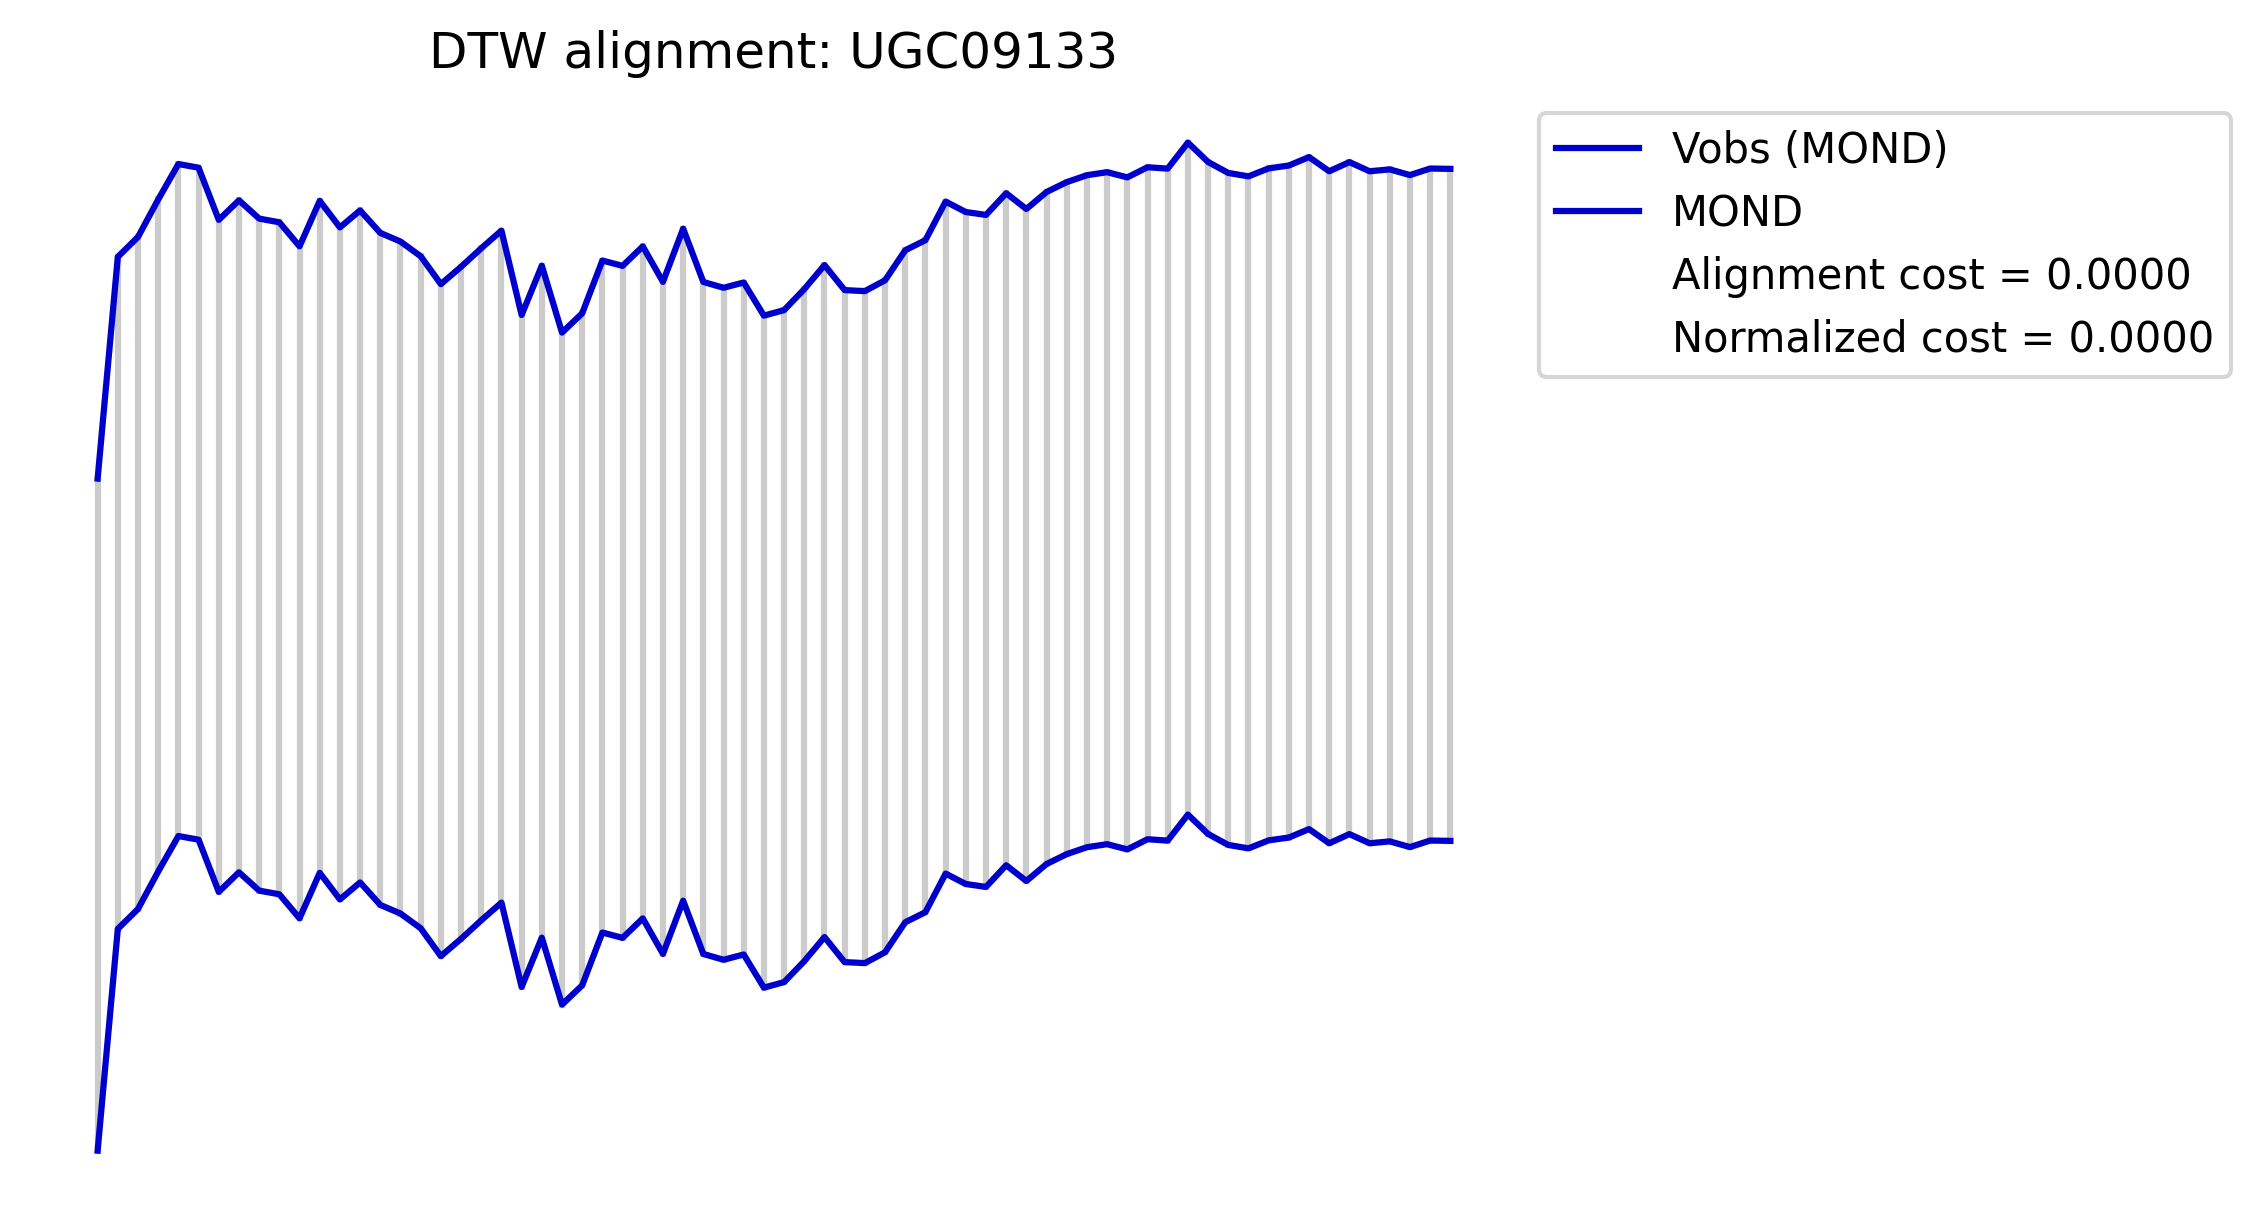 DTW alignment: UGC09133
Vobs (MOND)
MOND
Alignment cost = 0.0000
Normalized cost = 0.0000